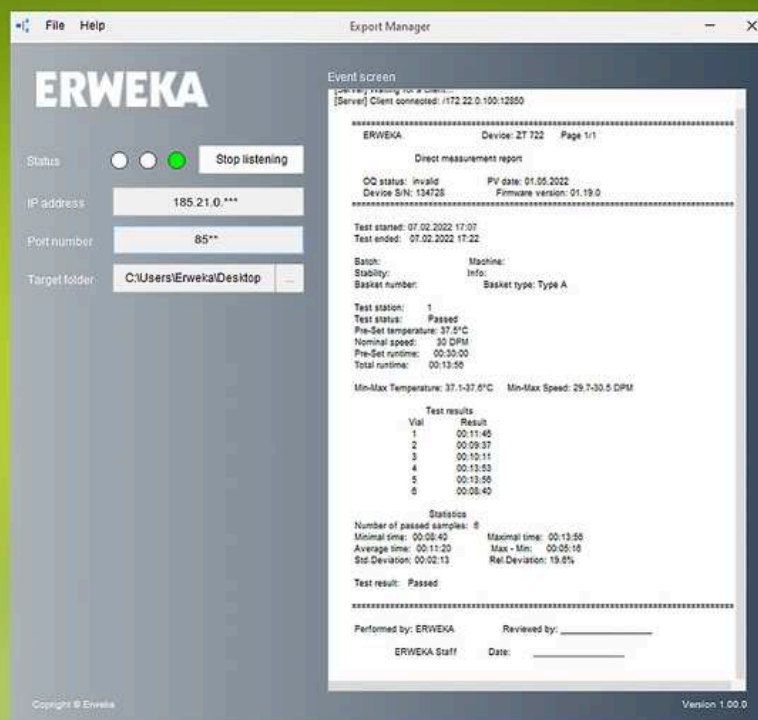 File Help Export Manager
ERWEKA
Status Stop listening
IP address 185.21.0.***
Port number 85**
Target folder C:\Users\Erweka\Desktop ...
Event screen
[Server] Waiting for a client...
[Server] Client connected: /172.22.0.100:12850
ERWEKA Device: ZT 722 Page 1/1
Direct measurement report
OQ status: invalid PV date: 01.05.2022
Device S/N: 134728 Firmware version: 01.19.0
Test started: 07.02.2022 17:07
Test ended: 07.02.2022 17:22
Batch: Machine:
Stability: Info:
Basket number: Basket type: Type A
Test station: 1
Test status: Passed
Pre-Set temperature: 37.5°C
Nominal speed: 30 DPM
Pre-Set runtime: 00:30:00
Total runtime: 00:13:56
Min-Max Temperature: 37.1-37.6°C Min-Max Speed: 29.7-30.5 DPM
Test results
Vial Result
1 00:11:46
2 00:09:37
3 00:10:11
4 00:13:53
5 00:13:56
6 00:08:40
Statistics
Number of passed samples: 6
Minimal time: 00:08:40 Maximal time: 00:13:56
Average time: 00:11:20 Max - Min: 00:05:16
Std.Deviation: 00:02:13 Rel.Deviation: 19.6%
Test result: Passed
Performed by: ERWEKA Reviewed by:
ERWEKA Staff Date:
Copyright © Erweka Version 1.00.0